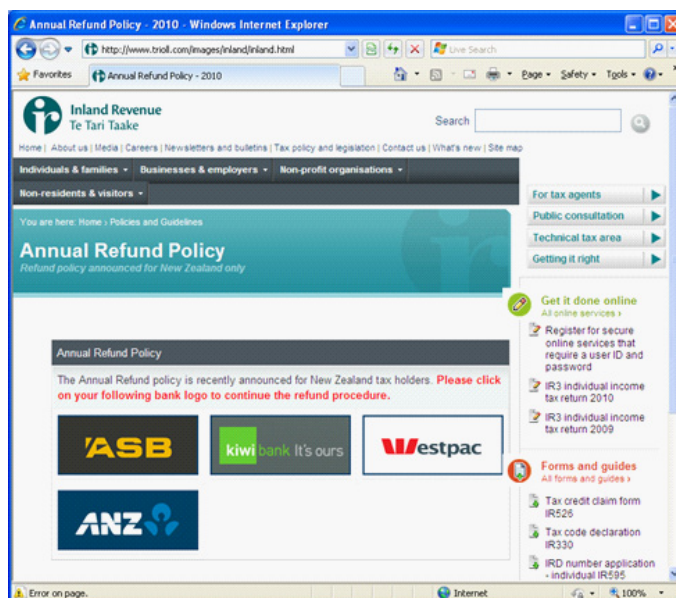 Annual Refund Policy - 2010 - Windows Internet Explorer
http://www.trioll.com/images/inland/inland.html
Live Search
Favorites
Annual Refund Policy - 2010
Page
Safety
Tools
Inland Revenue
Te Tari Taake
Search
Home | About us | Media | Careers | Newsletters and bulletins | Tax policy and legislation | Contact us | What's new | Site map
Individuals & families
Businesses & employers
Non-profit organisations
Non-residents & visitors
For tax agents
Public consultation
Technical tax area
Getting it right
You are here: Home › Policies and Guidelines
Annual Refund Policy
Refund policy announced for New Zealand only
Get it done online
All online services ›
Register for secure
online services that
require a user ID and
password
IR3 individual income
tax return 2010
IR3 individual income
tax return 2009
Annual Refund Policy
The Annual Refund policy is recently announced for New Zealand tax holders. Please click
on your following bank logo to continue the refund procedure.
ASB
kiwibank It's ours
Westpac
ANZ
Forms and guides
All forms and guides ›
Tax credit claim form
IR526
Tax code declaration
IR330
IRD number application
- individual IR595
Error on page.
Internet
100%